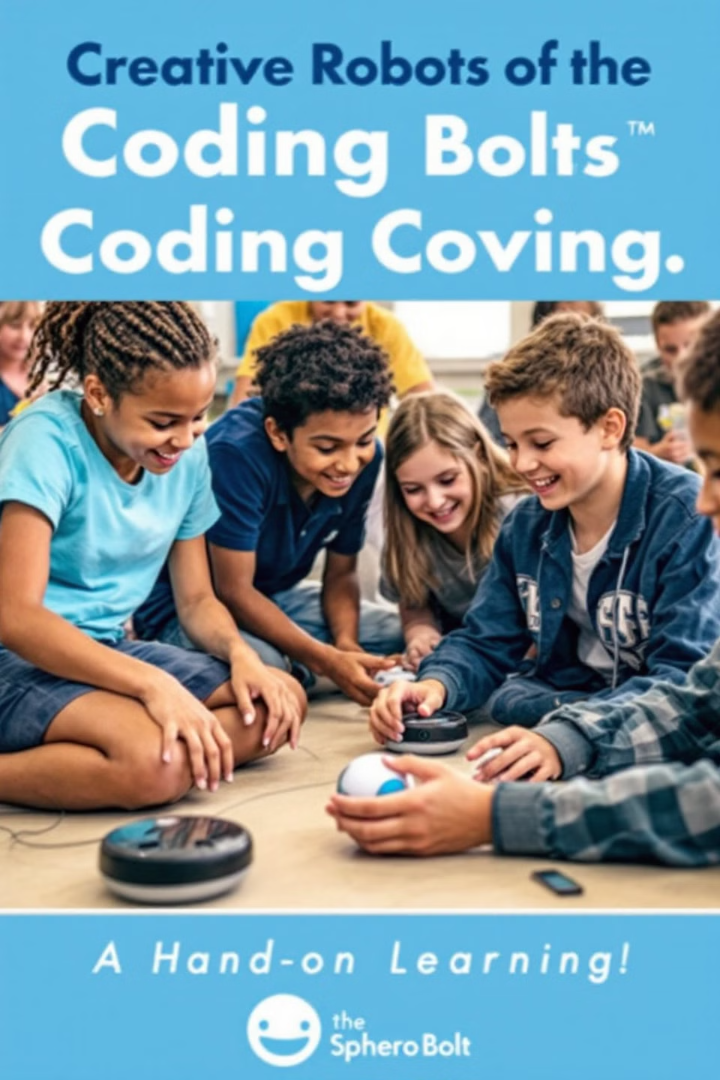 Creative Robots of the
Coding Bolts™
Coding Coving.
A Hand-on Learning!
the
Sphero Bolt